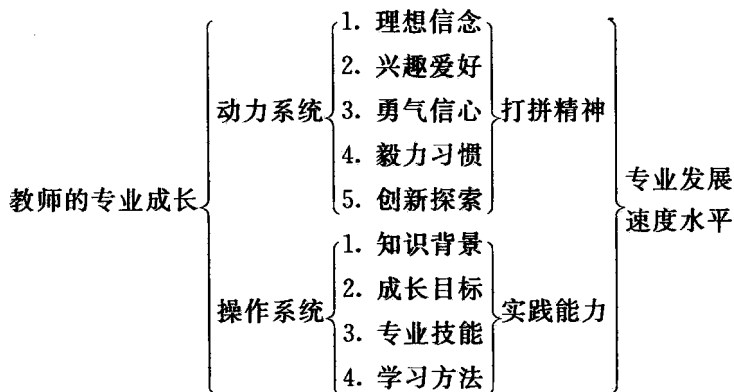 教师的专业成长
动力系统
1. 理想信念
2. 兴趣爱好
3. 勇气信心
4. 毅力习惯
5. 创新探索
打拼精神
操作系统
1. 知识背景
2. 成长目标
3. 专业技能
4. 学习方法
实践能力
专业发展
速度水平